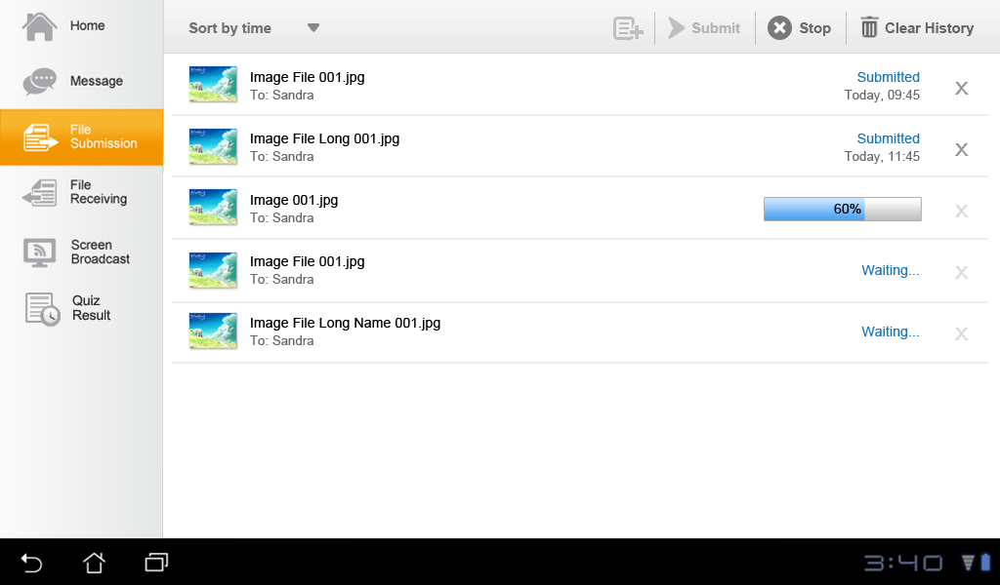 Home
Message
File
Submission
File
Receiving
Screen
Broadcast
Quiz
Result
Sort by time
Submit
Stop
Clear History
Image File 001.jpg
To: Sandra
Submitted
Today, 09:45
X
Image File Long 001.jpg
To: Sandra
Submitted
Today, 11:45
X
Image 001.jpg
To: Sandra
60%
X
Image File 001.jpg
To: Sandra
Waiting...
X
Image File Long Name 001.jpg
To: Sandra
Waiting...
X
3:40